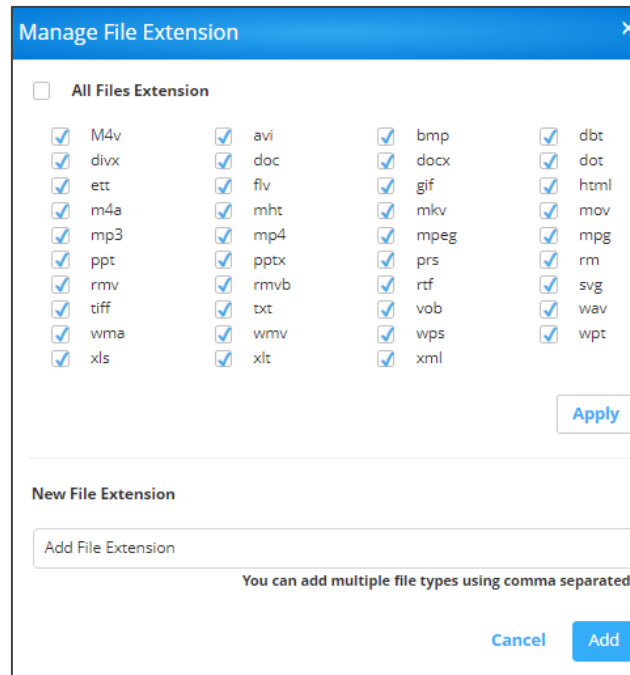 Manage File Extension
All Files Extension
M4v avi bmp dbt
divx doc docx dot
ett flv gif html
m4a mht mkv mov
mp3 mp4 mpeg mpg
ppt pptx prs rm
rmv rmvb rtf svg
tiff txt vob wav
wma wmv wps wpt
xls xlt xml
Apply
New File Extension
Add File Extension
You can add multiple file types using comma separated
Cancel Add